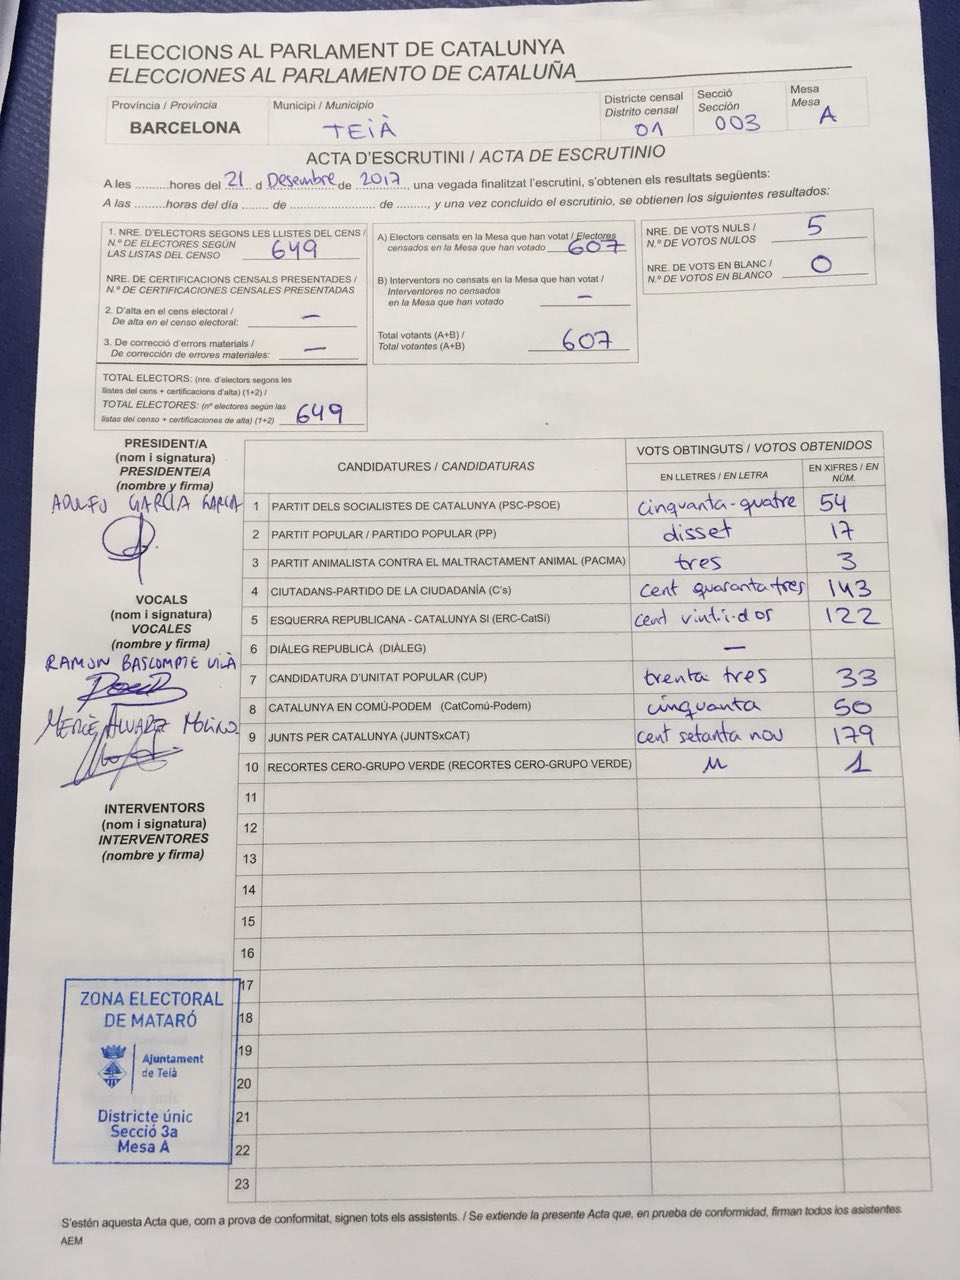 ELECCIONS AL PARLAMENT DE CATALUNYA
ELECCIONES AL PARLAMENTO DE CATALUÑA
Província / Provincia
BARCELONA
Municipi / Municipio
TEIÀ
Districte censal
Distrito censal
01
Secció
Sección
003
Mesa
Mesa
A
ACTA D'ESCRUTINI / ACTA DE ESCRUTINIO
A les ..........hores del 21 d Desembre de 2017, una vegada finalitzat l'escrutini, s'obtenen els resultats següents:
A las ..........horas del día ....... de ........................ de ........, y una vez concluido el escrutinio, se obtienen los siguientes resultados:
1. NRE. D'ELECTORS SEGONS LES LLISTES DEL CENS /
N.º DE ELECTORES SEGÚN
LAS LISTAS DEL CENSO 649
NRE. DE CERTIFICACIONS CENSALS PRESENTADES /
N.º DE CERTIFICACIONES CENSALES PRESENTADAS
2. D'alta en el cens electoral /
De alta en el censo electoral: –
3. De correcció d'errors materials /
De corrección de errores materiales: –
TOTAL ELECTORS: (nre. d'electors segons les
llistes del cens + certificacions d'alta) (1+2) /
TOTAL ELECTORES: (nº electores según las
listas del censo + certificaciones de alta) (1+2) 649
A) Electors censats en la Mesa que han votat / Electores
censados en la Mesa que han votado 607
B) Interventors no censats en la Mesa que han votat /
Interventores no censados
en la Mesa que han votado –
Total votants (A+B) /
Total votantes (A+B) 607
NRE. DE VOTS NULS /
N.º DE VOTOS NULOS 5
NRE. DE VOTS EN BLANC /
N.º DE VOTOS EN BLANCO 0
PRESIDENT/A
(nom i signatura)
PRESIDENTE/A
(nombre y firma)
ADOLFO GARCÍA GARCÍA
VOCALS
(nom i signatura)
VOCALES
(nombre y firma)
RAMON BASCOMPTE VILÀ
MERCÈ ALVAREZ MOLINO
INTERVENTORS
(nom i signatura)
INTERVENTORES
(nombre y firma)
CANDIDATURES / CANDIDATURAS
VOTS OBTINGUTS / VOTOS OBTENIDOS
EN LLETRES / EN LETRA
EN XIFRES / EN NÚM.
1 PARTIT DELS SOCIALISTES DE CATALUNYA (PSC-PSOE) cinquanta-quatre 54
2 PARTIT POPULAR / PARTIDO POPULAR (PP) disset 17
3 PARTIT ANIMALISTA CONTRA EL MALTRACTAMENT ANIMAL (PACMA) tres 3
4 CIUTADANS-PARTIDO DE LA CIUDADANÍA (C's) cent quaranta tres 143
5 ESQUERRA REPUBLICANA - CATALUNYA SI (ERC-CatSí) cent vint-i-dos 122
6 DIÀLEG REPUBLICÀ (DIÀLEG) –
7 CANDIDATURA D'UNITAT POPULAR (CUP) trenta tres 33
8 CATALUNYA EN COMÚ-PODEM (CatComú-Podem) cinquanta 50
9 JUNTS PER CATALUNYA (JUNTSxCAT) cent setanta nou 179
10 RECORTES CERO-GRUPO VERDE (RECORTES CERO-GRUPO VERDE) u 1
11
12
13
14
15
16
17
18
19
20
21
22
23
ZONA ELECTORAL
DE MATARÓ
Ajuntament
de Teià
Districte únic
Secció 3a
Mesa A
S'estén aquesta Acta que, com a prova de conformitat, signen tots els assistents. / Se extiende la presente Acta que, en prueba de conformidad, firman todos los asistentes.
AEM